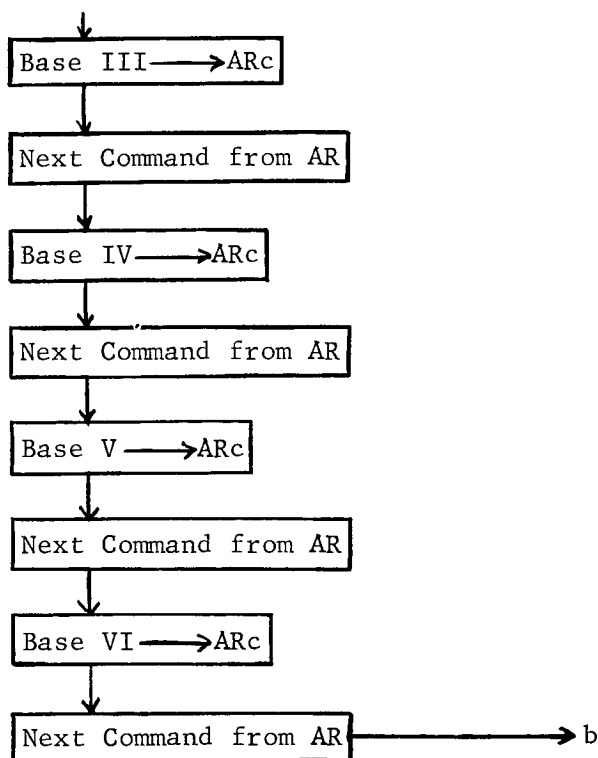 Base III → ARc
Next Command from AR
Base IV → ARc
Next Command from AR
Base V → ARc
Next Command from AR
Base VI → ARc
Next Command from AR → b